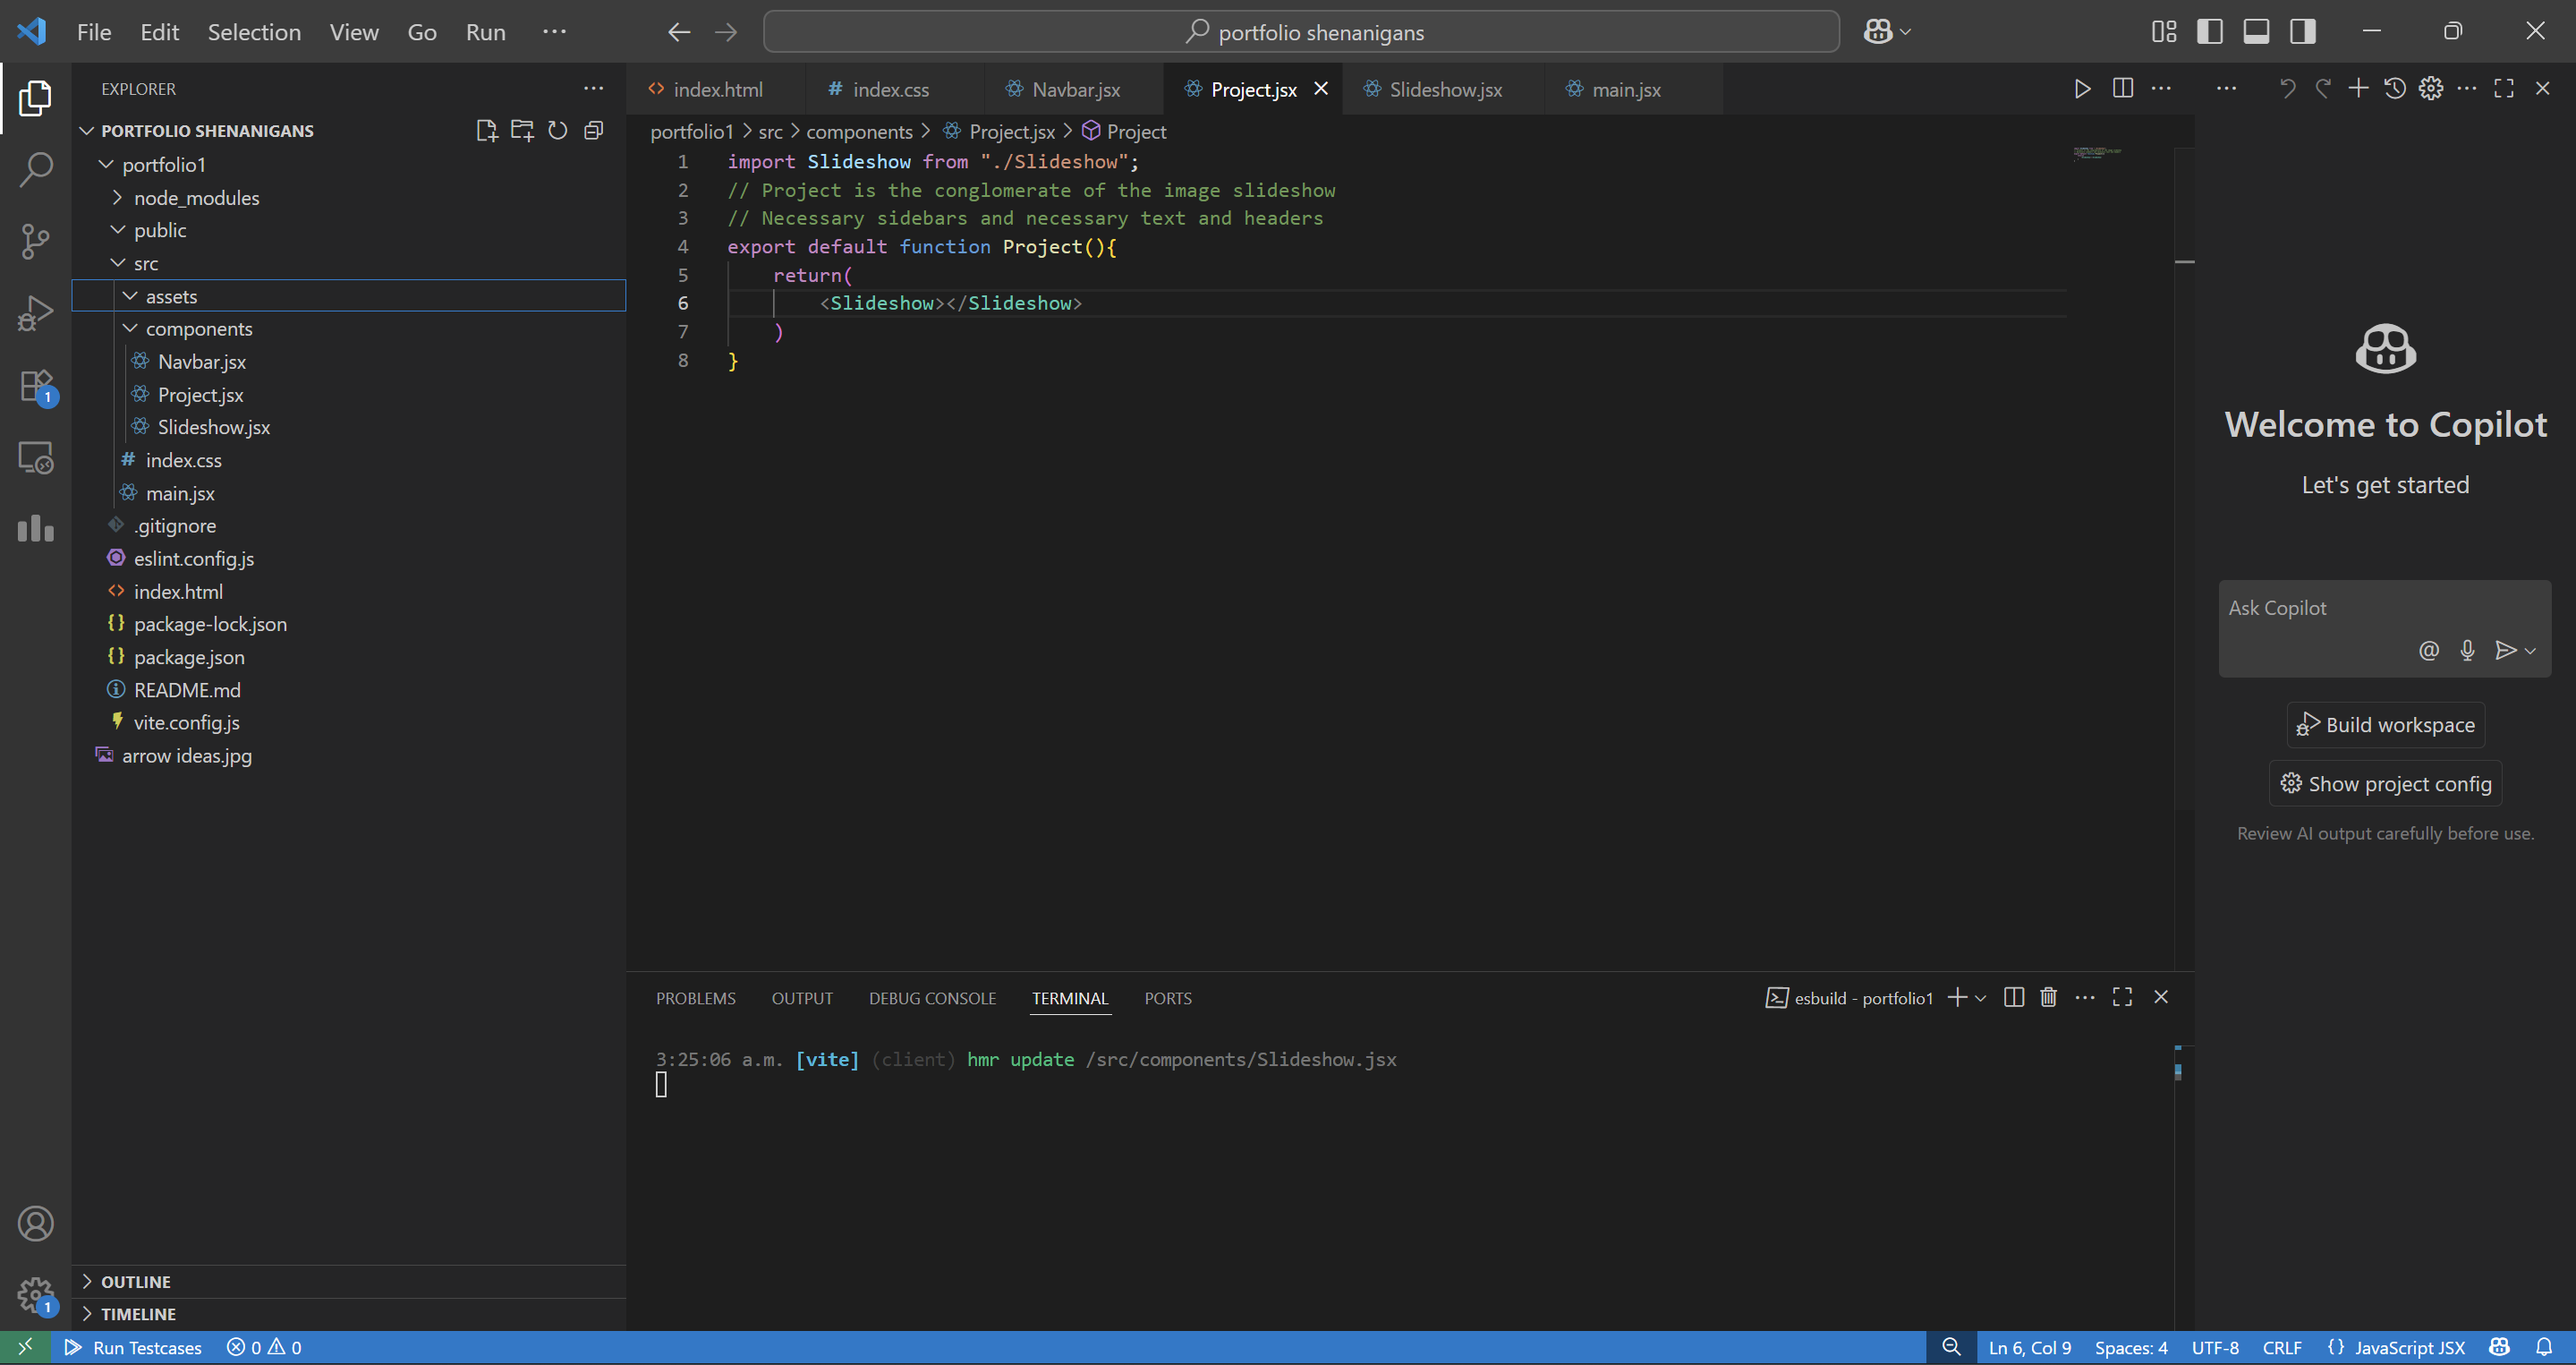 File Edit Selection View Go Run ···
portfolio shenanigans
EXPLORER
PORTFOLIO SHENANIGANS
portfolio1
node_modules
public
src
assets
components
Navbar.jsx
Project.jsx
Slideshow.jsx
index.css
main.jsx
.gitignore
eslint.config.js
index.html
package-lock.json
package.json
README.md
vite.config.js
arrow ideas.jpg
OUTLINE
TIMELINE
index.html index.css Navbar.jsx Project.jsx Slideshow.jsx main.jsx
portfolio1 > src > components > Project.jsx > Project
1 import Slideshow from "./Slideshow";
2 // Project is the conglomerate of the image slideshow
3 // Necessary sidebars and necessary text and headers
4 export default function Project(){
5 return(
6 <Slideshow></Slideshow>
7 )
8 }
PROBLEMS OUTPUT DEBUG CONSOLE TERMINAL PORTS
esbuild - portfolio1
3:25:06 a.m. [vite] (client) hmr update /src/components/Slideshow.jsx
Welcome to Copilot
Let's get started
Ask Copilot
Build workspace
Show project config
Review AI output carefully before use.
1
1
Run Testcases 0 0
Ln 6, Col 9 Spaces: 4 UTF-8 CRLF {} JavaScript JSX